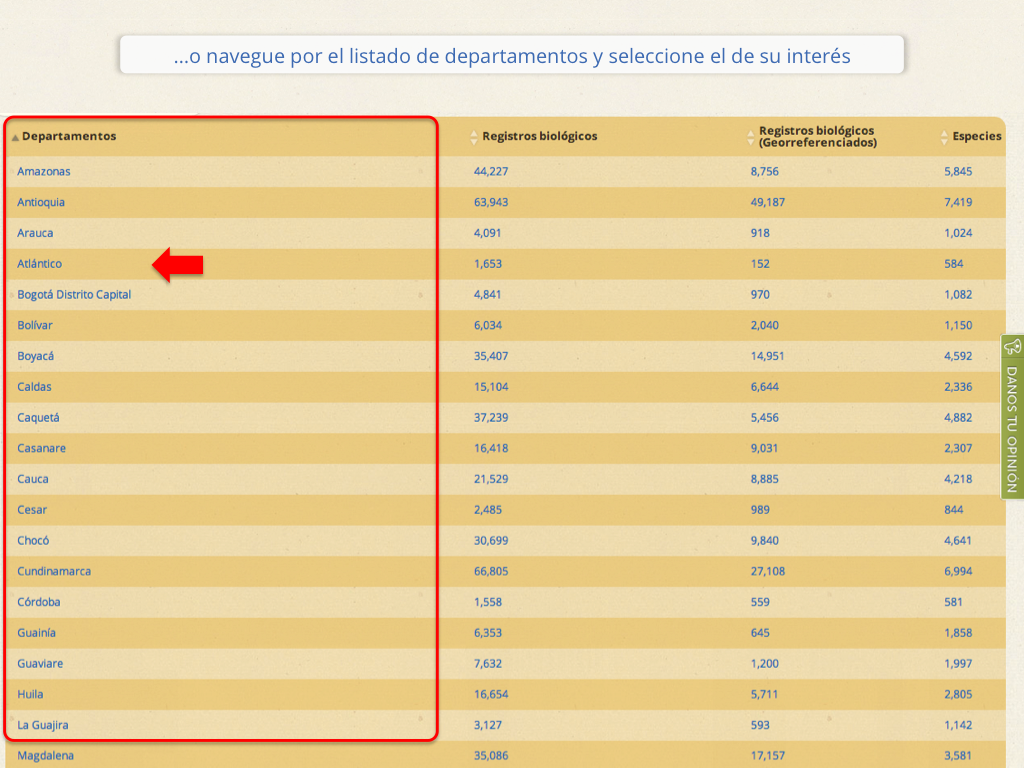 ...o navegue por el listado de departamentos y seleccione el de su interés
Departamentos Registros biológicos Registros biológicos (Georreferenciados) Especies
Amazonas 44,227 8,756 5,845
Antioquia 63,943 49,187 7,419
Arauca 4,091 918 1,024
Atlántico 1,653 152 584
Bogotá Distrito Capital 4,841 970 1,082
Bolívar 6,034 2,040 1,150
Boyacá 35,407 14,951 4,592
Caldas 15,104 6,644 2,336
Caquetá 37,239 5,456 4,882
Casanare 16,418 9,031 2,307
Cauca 21,529 8,885 4,218
Cesar 2,485 989 844
Chocó 30,699 9,840 4,641
Cundinamarca 66,805 27,108 6,994
Córdoba 1,558 559 581
Guainía 6,353 645 1,858
Guaviare 7,632 1,200 1,997
Huila 16,654 5,711 2,805
La Guajira 3,127 593 1,142
Magdalena 35,086 17,157 3,581
DANOS TU OPINIÓN